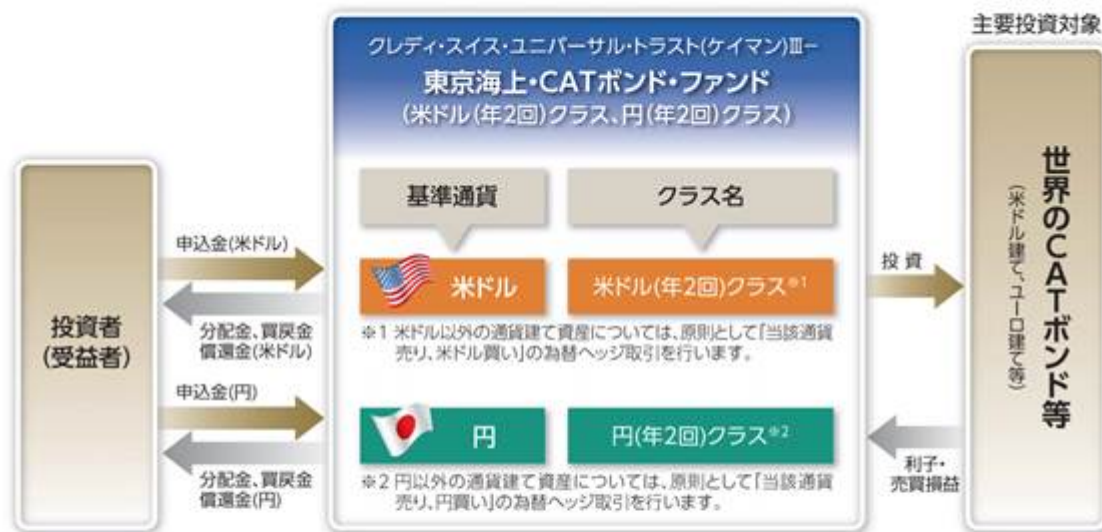 主要投資対象
クレディ・スイス・ユニバーサル・トラスト(ケイマン)Ⅲ−
東京海上・CATボンド・ファンド
(米ドル(年2回)クラス、円(年2回)クラス)
基準通貨
クラス名
申込金(米ドル)
米ドル
米ドル(年2回)クラス※1
投資
分配金、買戻金
償還金(米ドル)
※1 米ドル以外の通貨建て資産については、原則として「当該通貨
売り、米ドル買い」の為替ヘッジ取引を行います。
投資者
(受益者)
申込金(円)
円
円(年2回)クラス※2
分配金、買戻金
償還金(円)
※2 円以外の通貨建て資産については、原則として「当該通貨
売り、円買い」の為替ヘッジ取引を行います。
世界のCATボンド等
(米ドル建て、ユーロ建て等)
利子・
売買損益